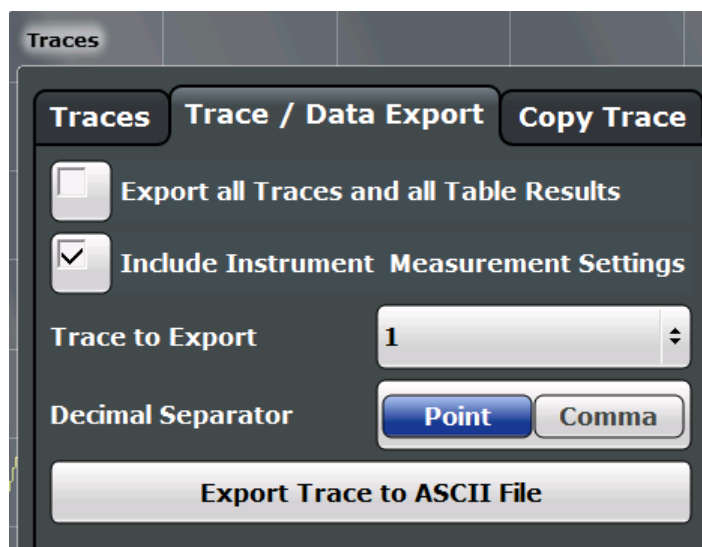 Traces
Traces Trace / Data Export Copy Trace
Export all Traces and all Table Results
Include Instrument Measurement Settings
Trace to Export 1
Decimal Separator Point Comma
Export Trace to ASCII File